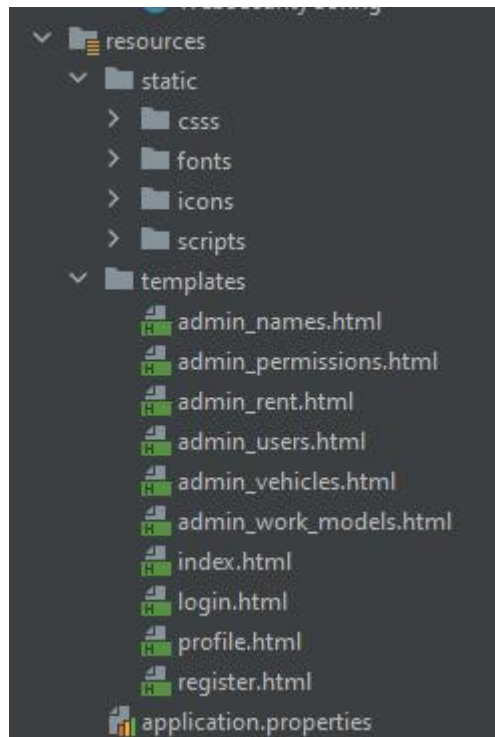 resources
static
csss
fonts
icons
scripts
templates
admin_names.html
admin_permissions.html
admin_rent.html
admin_users.html
admin_vehicles.html
admin_work_models.html
index.html
login.html
profile.html
register.html
application.properties